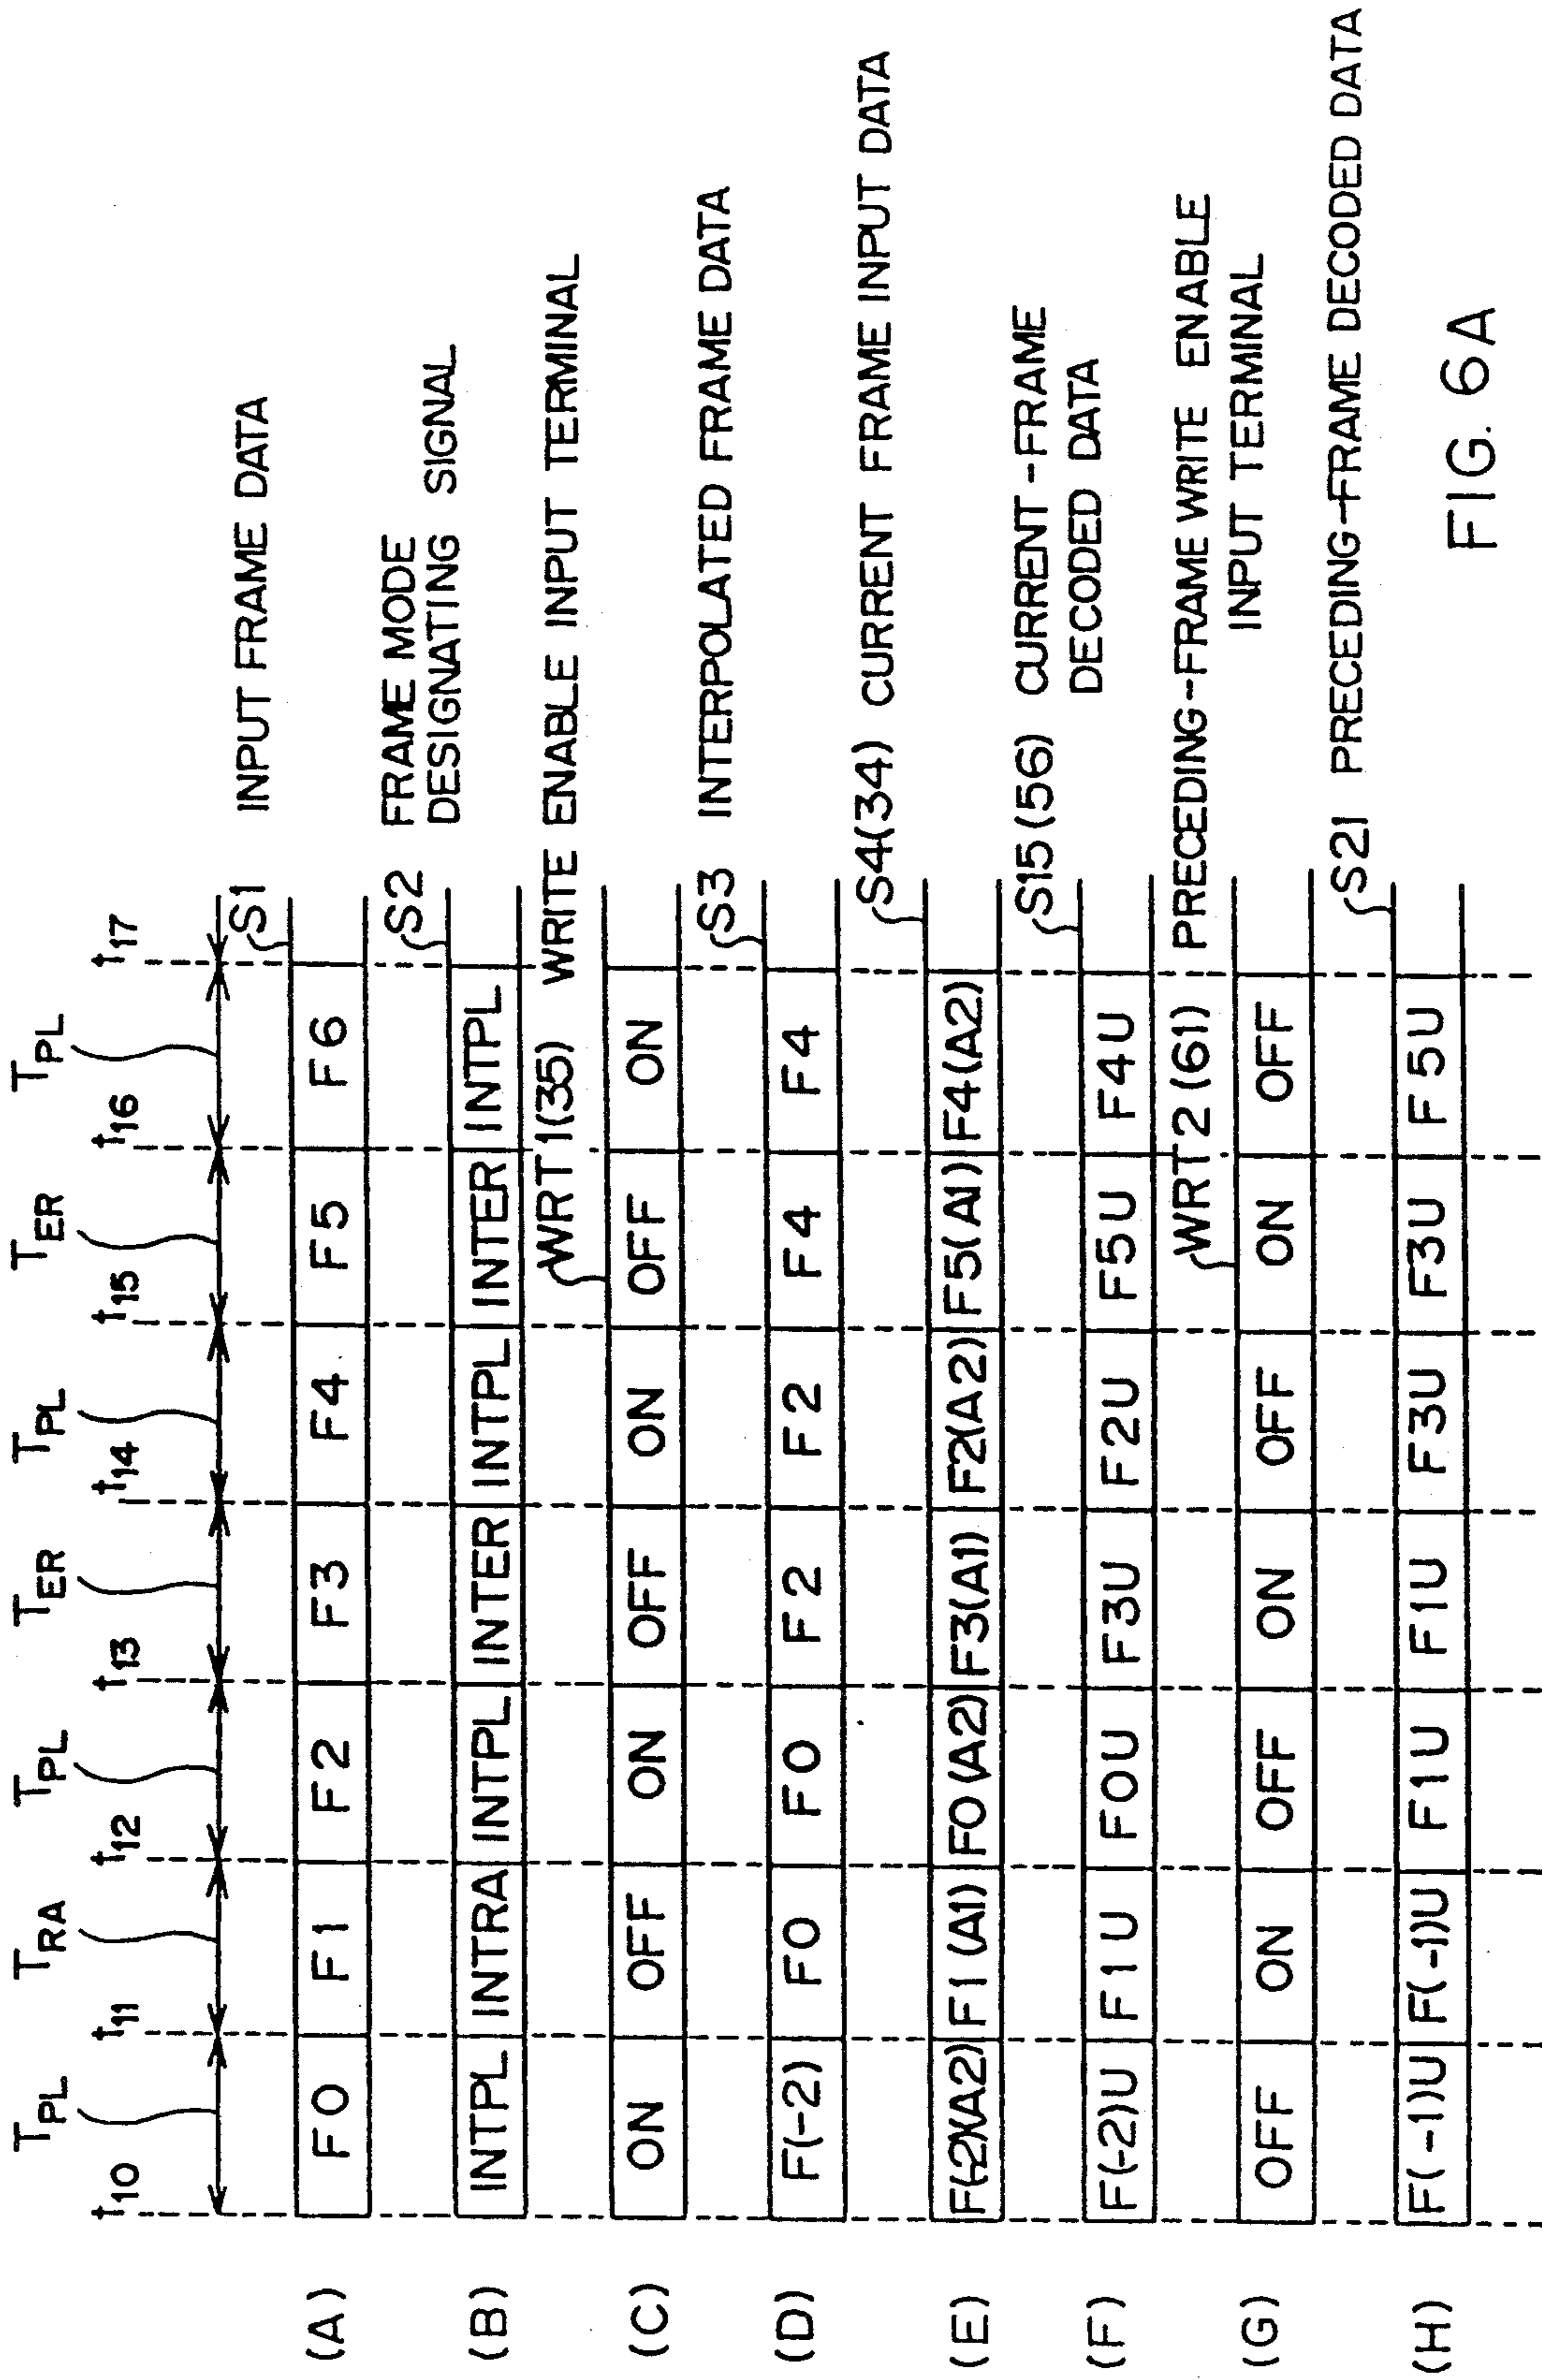 TPL TRA TPL TER TPL TER TPL
t10 t11 t12 t13 t14 t15 t16 t17
S1 INPUT FRAME DATA
(A) F0 F1 F2 F3 F4 F5 F6
S2 FRAME MODE
DESIGNATING SIGNAL
(B) INTPL INTRA INTPL INTER INTPL INTER INTPL
WRT1(35) WRITE ENABLE INPUT TERMINAL
(C) ON OFF ON OFF ON OFF ON
S3 INTERPOLATED FRAME DATA
(D) F(-2) F0 F0 F2 F2 F4 F4
S4(34) CURRENT FRAME INPUT DATA
(E) F(-2)(A2) F1(A1) F0(A2) F3(A1) F2(A2) F5(A1) F4(A2)
S15(56) CURRENT-FRAME
DECODED DATA
(F) F(-2)U F1U F0U F3U F2U F5U F4U
WRT2(61) PRECEDING-FRAME WRITE ENABLE
INPUT TERMINAL
(G) OFF ON OFF ON OFF ON OFF
S21 PRECEDING-FRAME DECODED DATA
(H) F(-1)U F(-1)U F1U F1U F3U F3U F5U
FIG. 6A